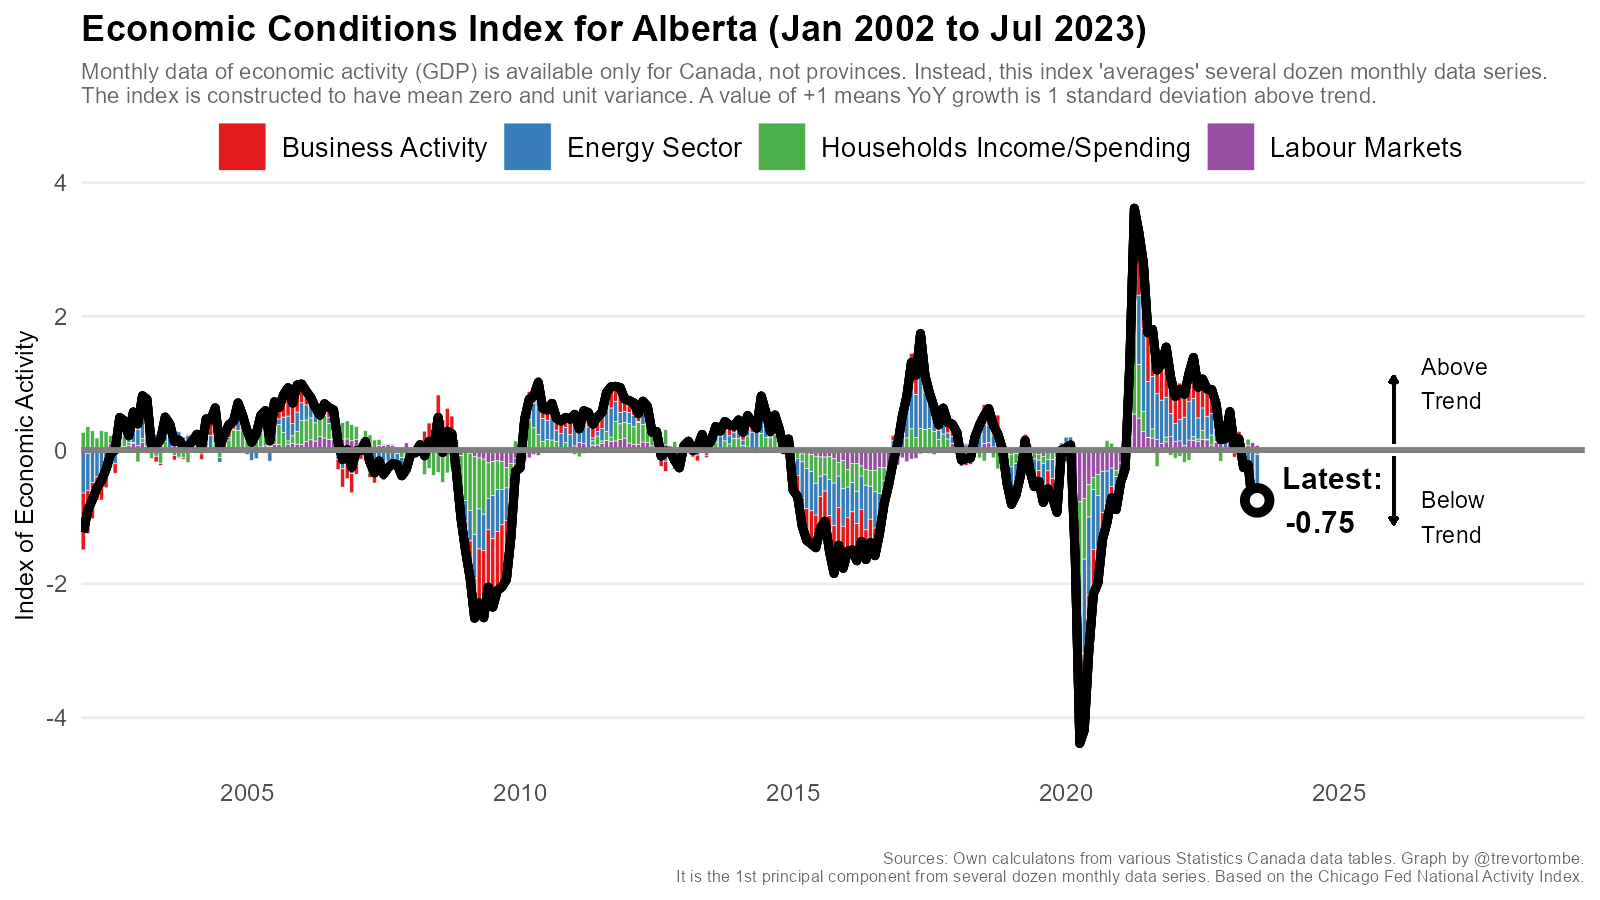 Economic Conditions Index for Alberta (Jan 2002 to Jul 2023)
Monthly data of economic activity (GDP) is available only for Canada, not provinces. Instead, this index 'averages' several dozen monthly data series.
The index is constructed to have mean zero and unit variance. A value of +1 means YoY growth is 1 standard deviation above trend.
Business Activity
Energy Sector
Households Income/Spending
Labour Markets
Index of Economic Activity
4
2
0
-2
-4
Above
Trend
Latest:
-0.75
Below
Trend
2005
2010
2015
2020
2025
Sources: Own calculatons from various Statistics Canada data tables. Graph by @trevortombe.
It is the 1st principal component from several dozen monthly data series. Based on the Chicago Fed National Activity Index.